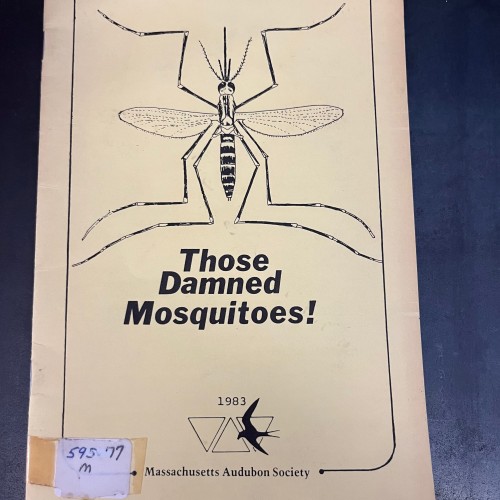 Those
Damned
Mosquitoes!
1983
595.77
M
Massachusetts Audubon Society